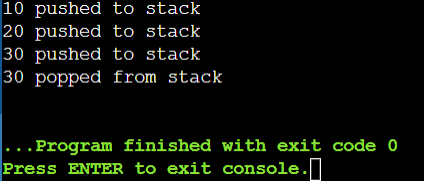 10 pushed to stack
20 pushed to stack
30 pushed to stack
30 popped from stack
...Program finished with exit code 0
Press ENTER to exit console.